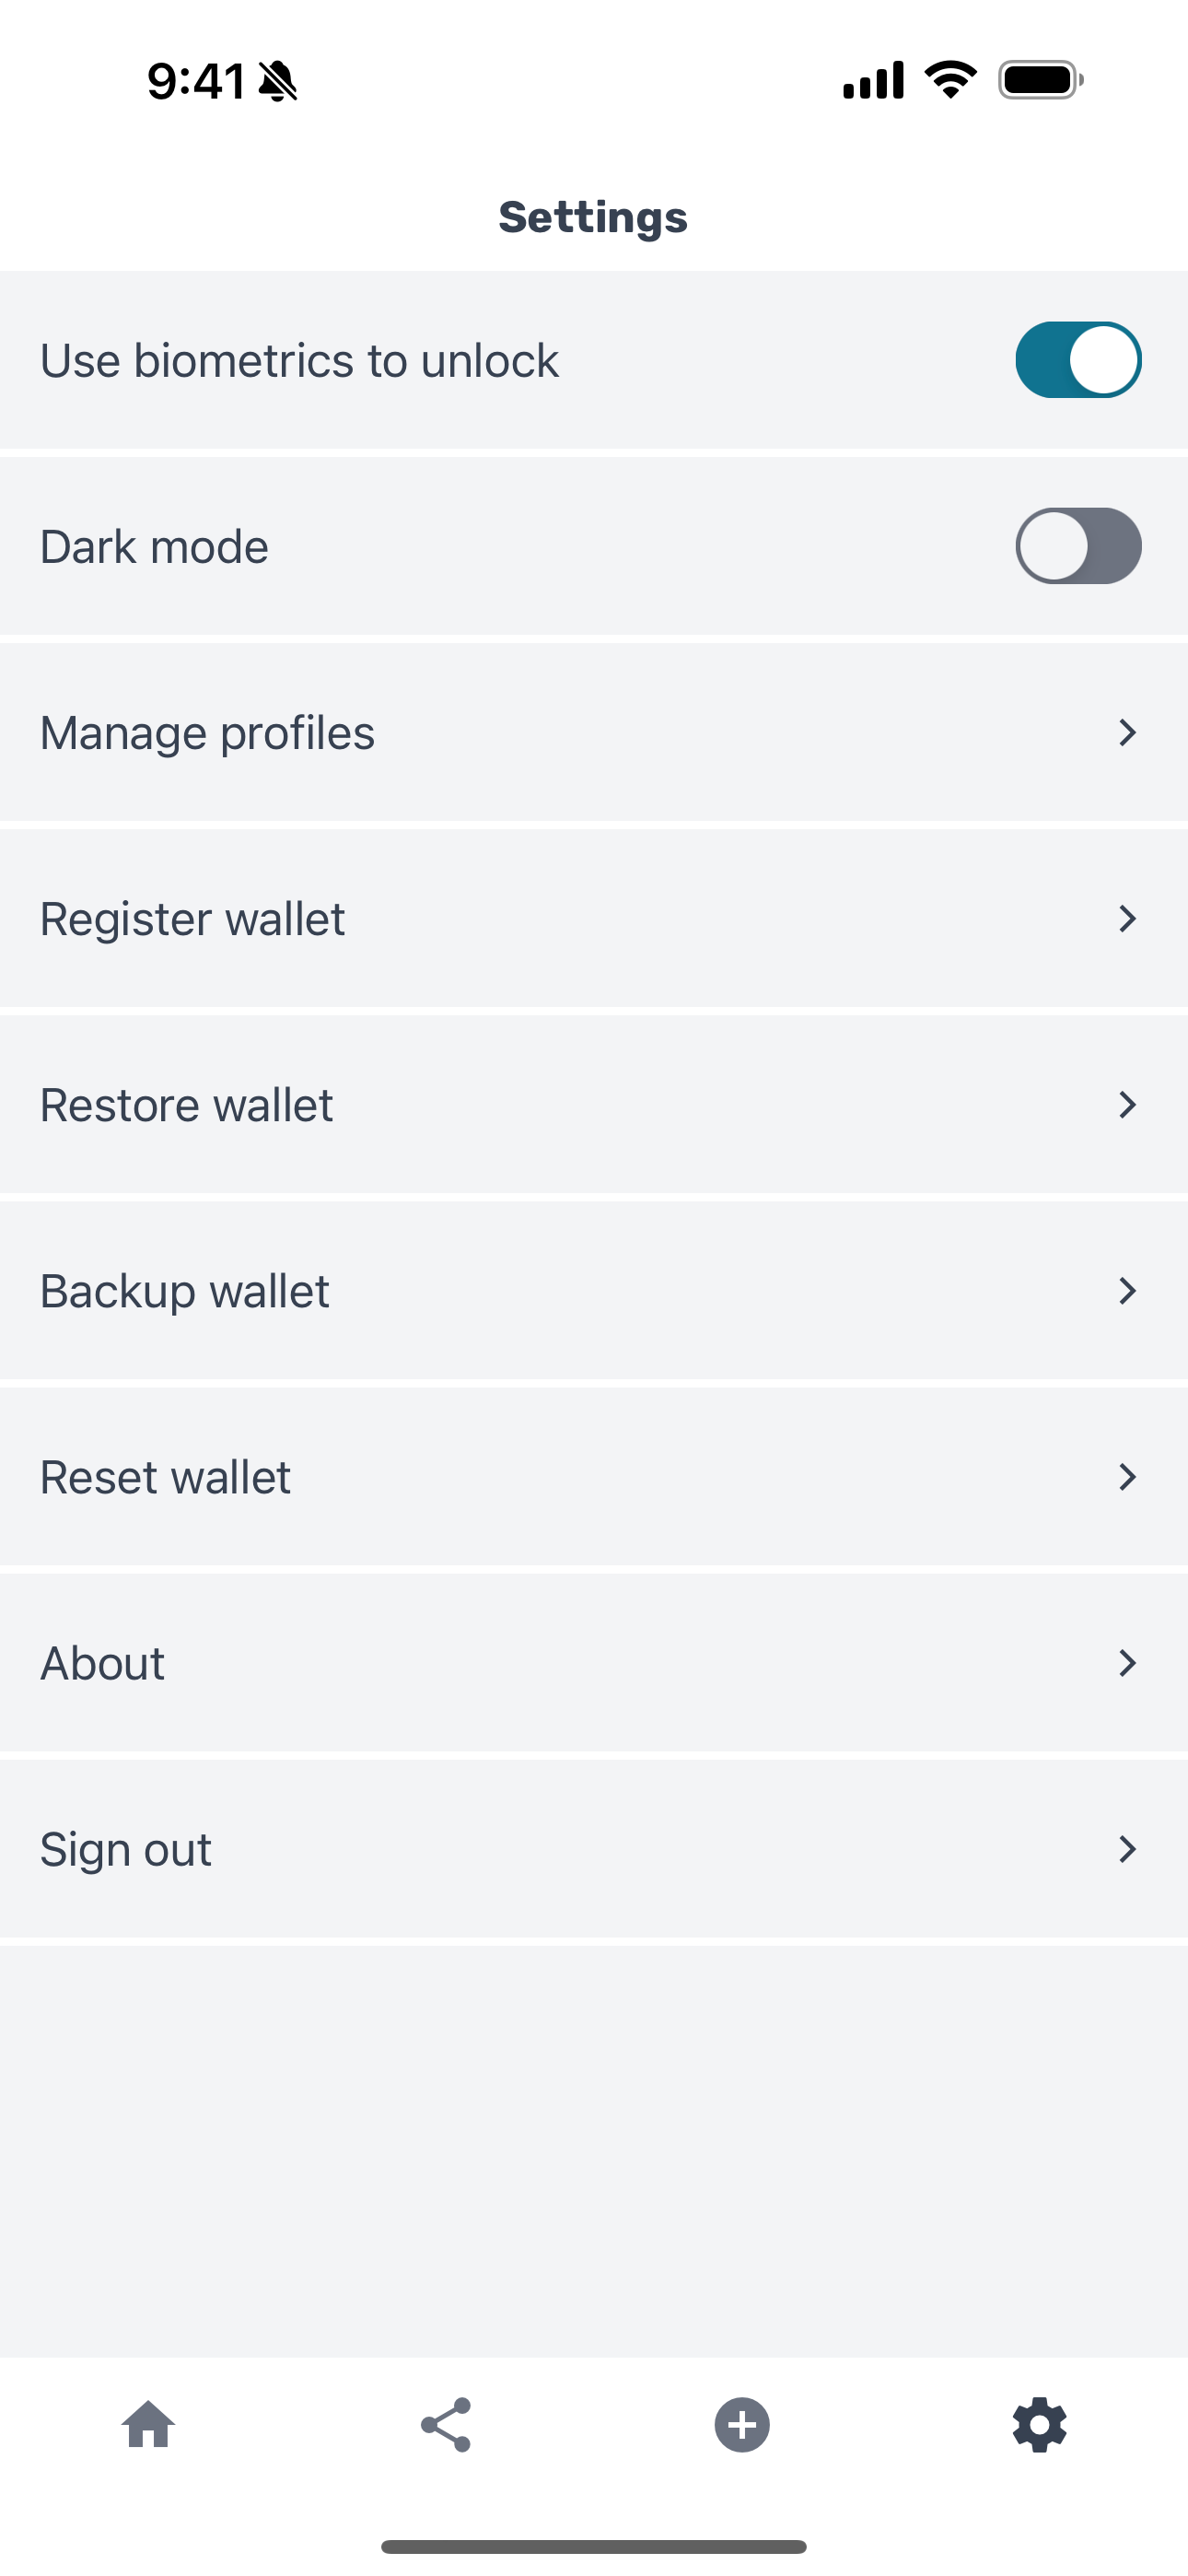 9:41
Settings
Use biometrics to unlock
Dark mode
Manage profiles
Register wallet
Restore wallet
Backup wallet
Reset wallet
About
Sign out